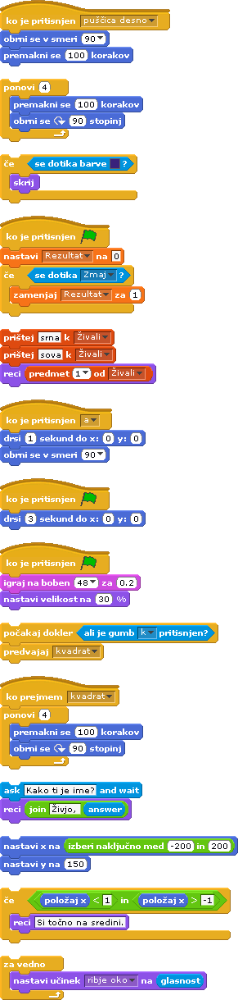 ko je pritisnjen puščica desno
obrni se v smeri 90
premakni se 100 korakov
ponovi 4
premakni se 100 korakov
obrni se 90 stopinj
če se dotika barve ?
skrij
ko je pritisnjen
nastavi Rezultat na 0
če se dotika Zmaj ?
zamenjaj Rezultat za 1
prištej srna k Živali
prištej sova k Živali
reci predmet 1 od Živali
ko je pritisnjen a
drsi 1 sekund do x: 0 y: 0
obrni se v smeri 90
ko je pritisnjen
drsi 3 sekund do x: 0 y: 0
ko je pritisnjen
igraj na boben 48 za 0.2
nastavi velikost na 30 %
počakaj dokler ali je gumb k pritisnjen?
predvajaj kvadrat
ko prejmem kvadrat
ponovi 4
premakni se 100 korakov
obrni se 90 stopinj
ask Kako ti je ime? and wait
reci join Živjo, answer
nastavi x na izberi naključno med -200 in 200
nastavi y na 150
če položaj x < 1 in položaj x > -1
reci Si točno na sredini.
za vedno
nastavi učinek ribje oko na glasnost